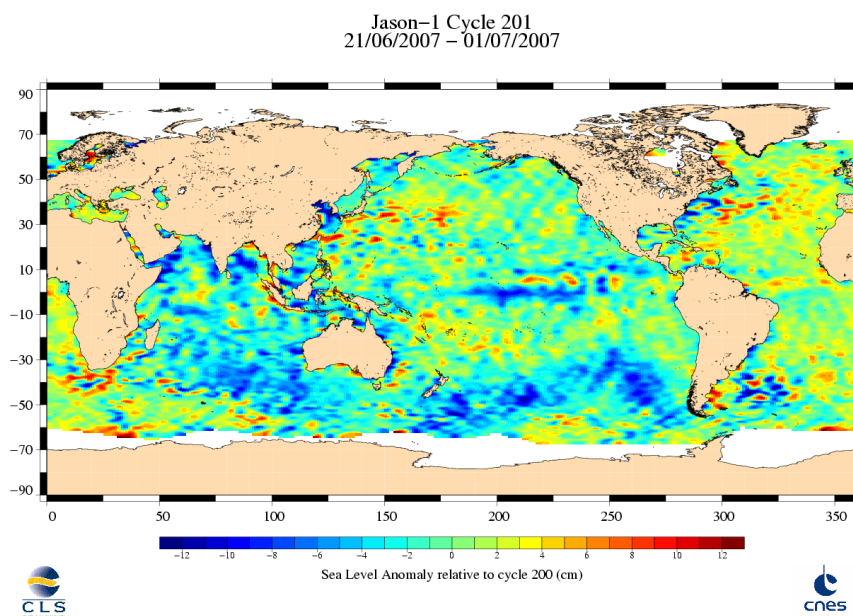 Jason−1 Cycle 201
21/06/2007 − 01/07/2007
90
70
50
30
10
−10
−30
−50
−70
−90
0 50 100 150 200 250 300 350
−12 −10 −8 −6 −4 −2 0 2 4 6 8 10 12
Sea Level Anomaly relative to cycle 200 (cm)
CLS
cnes